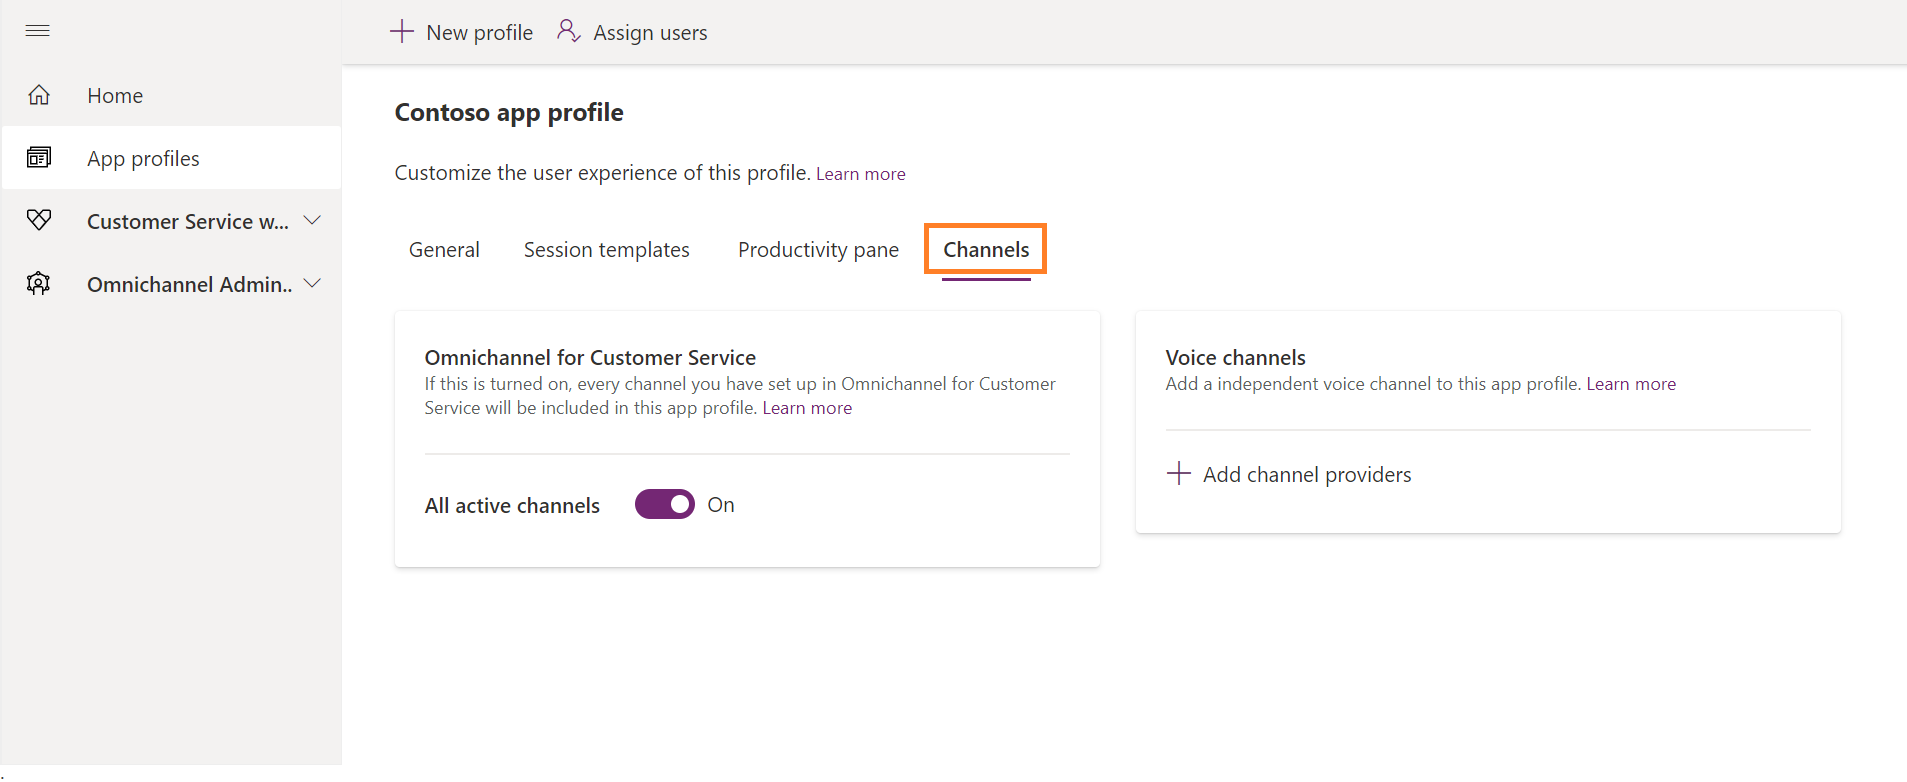 New profile
Assign users
Home
App profiles
Customer Service w...
Omnichannel Admin..
Contoso app profile
Customize the user experience of this profile. Learn more
General
Session templates
Productivity pane
Channels
Omnichannel for Customer Service
If this is turned on, every channel you have set up in Omnichannel for Customer
Service will be included in this app profile. Learn more
All active channels
On
Voice channels
Add a independent voice channel to this app profile. Learn more
Add channel providers